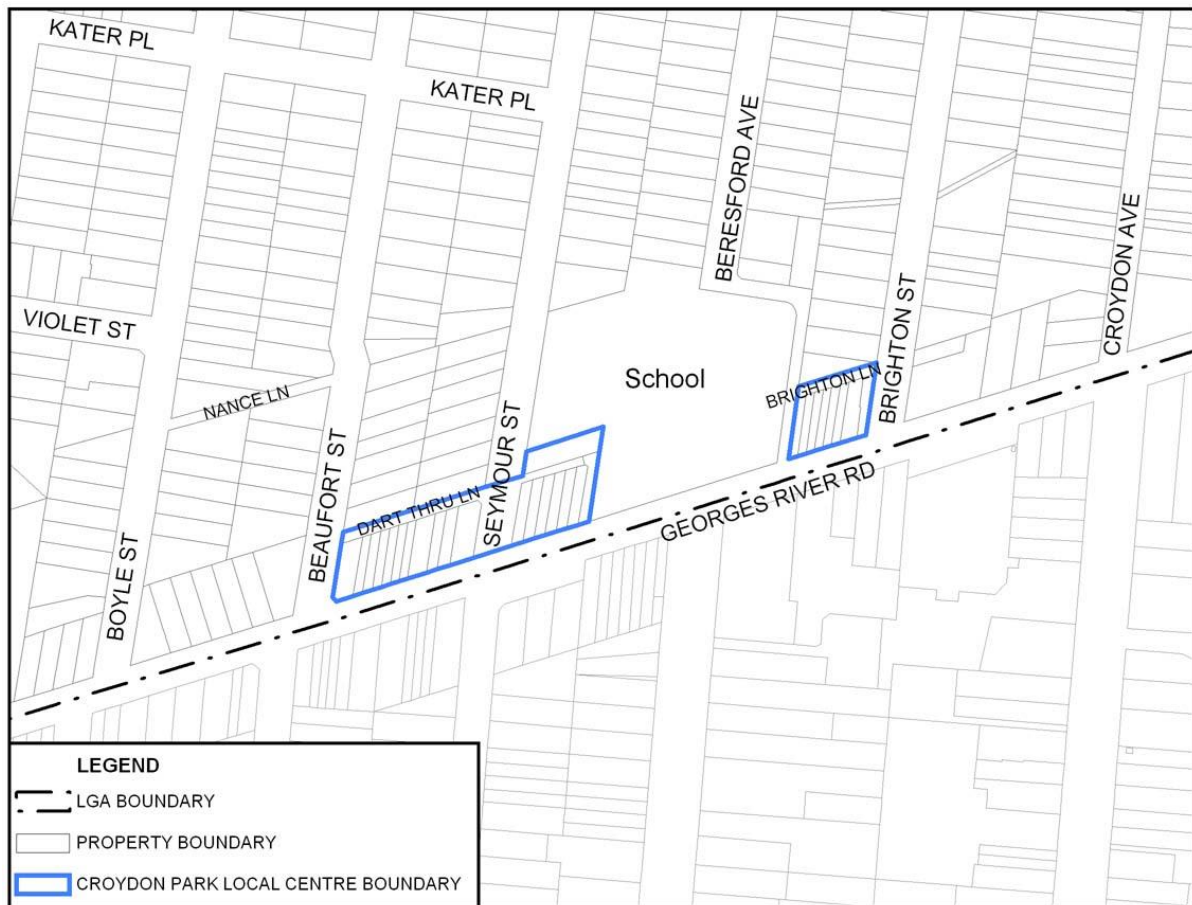 KATER PL
KATER PL
BERESFORD AVE
CROYDON AVE
VIOLET ST
BRIGHTON ST
School
BRIGHTON LN
NANCE LN
SEYMOUR ST
BEAUFORT ST
DART THRU LN
GEORGES RIVER RD
BOYLE ST
LEGEND
LGA BOUNDARY
PROPERTY BOUNDARY
CROYDON PARK LOCAL CENTRE BOUNDARY